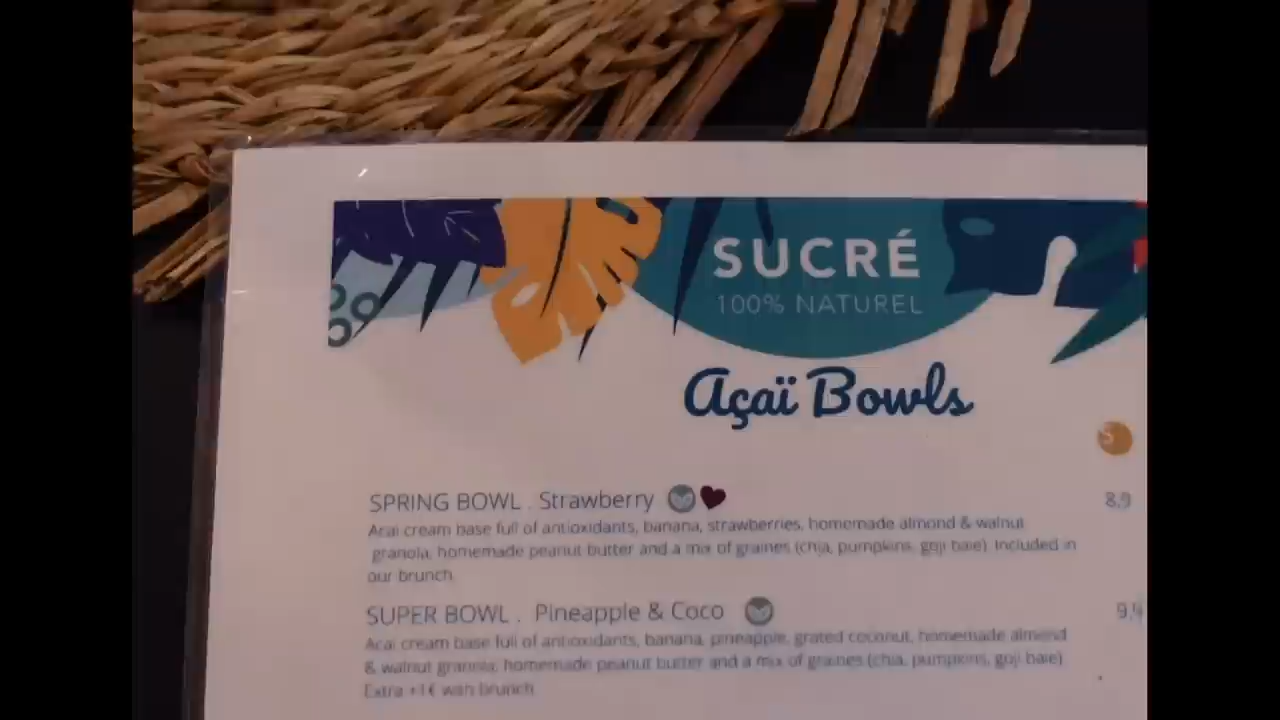 SUCRÉ
100% NATUREL
Açaï Bowls
S
SPRING BOWL . Strawberry
8,9
Acai cream base full of antioxidants, banana, strawberries, homemade almond & walnut
granola, homemade peanut butter and a mix of graines (chia, pumpkins, goji baie). Included in
our brunch.
SUPER BOWL . Pineapple & Coco
9,9
Acai cream base full of antioxidants, banana, pineapple, grated coconut, homemade almond
& walnut granola, homemade peanut butter and a mix of graines (chia, pumpkins, goji baie).
Extra +1€ with brunch